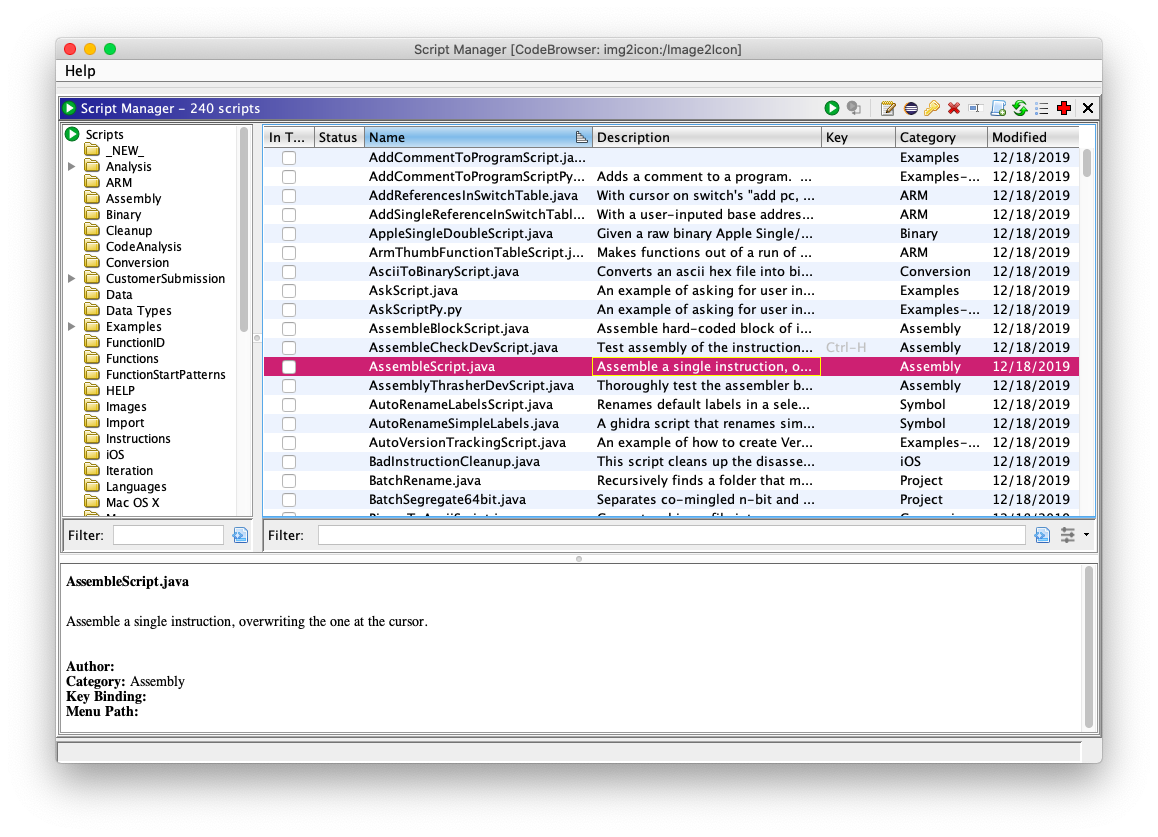 Script Manager [CodeBrowser: img2icon:/Image2Icon]
Help
Script Manager – 240 scripts
Scripts
_NEW_
Analysis
ARM
Assembly
Binary
Cleanup
CodeAnalysis
Conversion
CustomerSubmission
Data
Data Types
Examples
FunctionID
Functions
FunctionStartPatterns
HELP
Images
Import
Instructions
iOS
Iteration
Languages
Mac OS X
Filter:
In T... Status Name Description Key Category Modified
AddCommentToProgramScript.ja... Examples 12/18/2019
AddCommentToProgramScriptPy... Adds a comment to a program. ... Examples-... 12/18/2019
AddReferencesInSwitchTable.java With cursor on switch's "add pc, ... ARM 12/18/2019
AddSingleReferenceInSwitchTabl... With a user-inputed base addres... ARM 12/18/2019
AppleSingleDoubleScript.java Given a raw binary Apple Single/... Binary 12/18/2019
ArmThumbFunctionTableScript.j... Makes functions out of a run of ... ARM 12/18/2019
AsciiToBinaryScript.java Converts an ascii hex file into bi... Conversion 12/18/2019
AskScript.java An example of asking for user in... Examples 12/18/2019
AskScriptPy.py An example of asking for user in... Examples-... 12/18/2019
AssembleBlockScript.java Assemble hard-coded block of i... Assembly 12/18/2019
AssembleCheckDevScript.java Test assembly of the instruction... Ctrl-H Assembly 12/18/2019
AssembleScript.java Assemble a single instruction, o... Assembly 12/18/2019
AssemblyThrasherDevScript.java Thoroughly test the assembler b... Assembly 12/18/2019
AutoRenameLabelsScript.java Renames default labels in a sele... Symbol 12/18/2019
AutoRenameSimpleLabels.java A ghidra script that renames sim... Symbol 12/18/2019
AutoVersionTrackingScript.java An example of how to create Ver... Examples-... 12/18/2019
BadInstructionCleanup.java This script cleans up the disasse... iOS 12/18/2019
BatchRename.java Recursively finds a folder that m... Project 12/18/2019
BatchSegregate64bit.java Separates co-mingled n-bit and ... Project 12/18/2019
Filter:
AssembleScript.java
Assemble a single instruction, overwriting the one at the cursor.
Author:
Category: Assembly
Key Binding:
Menu Path: